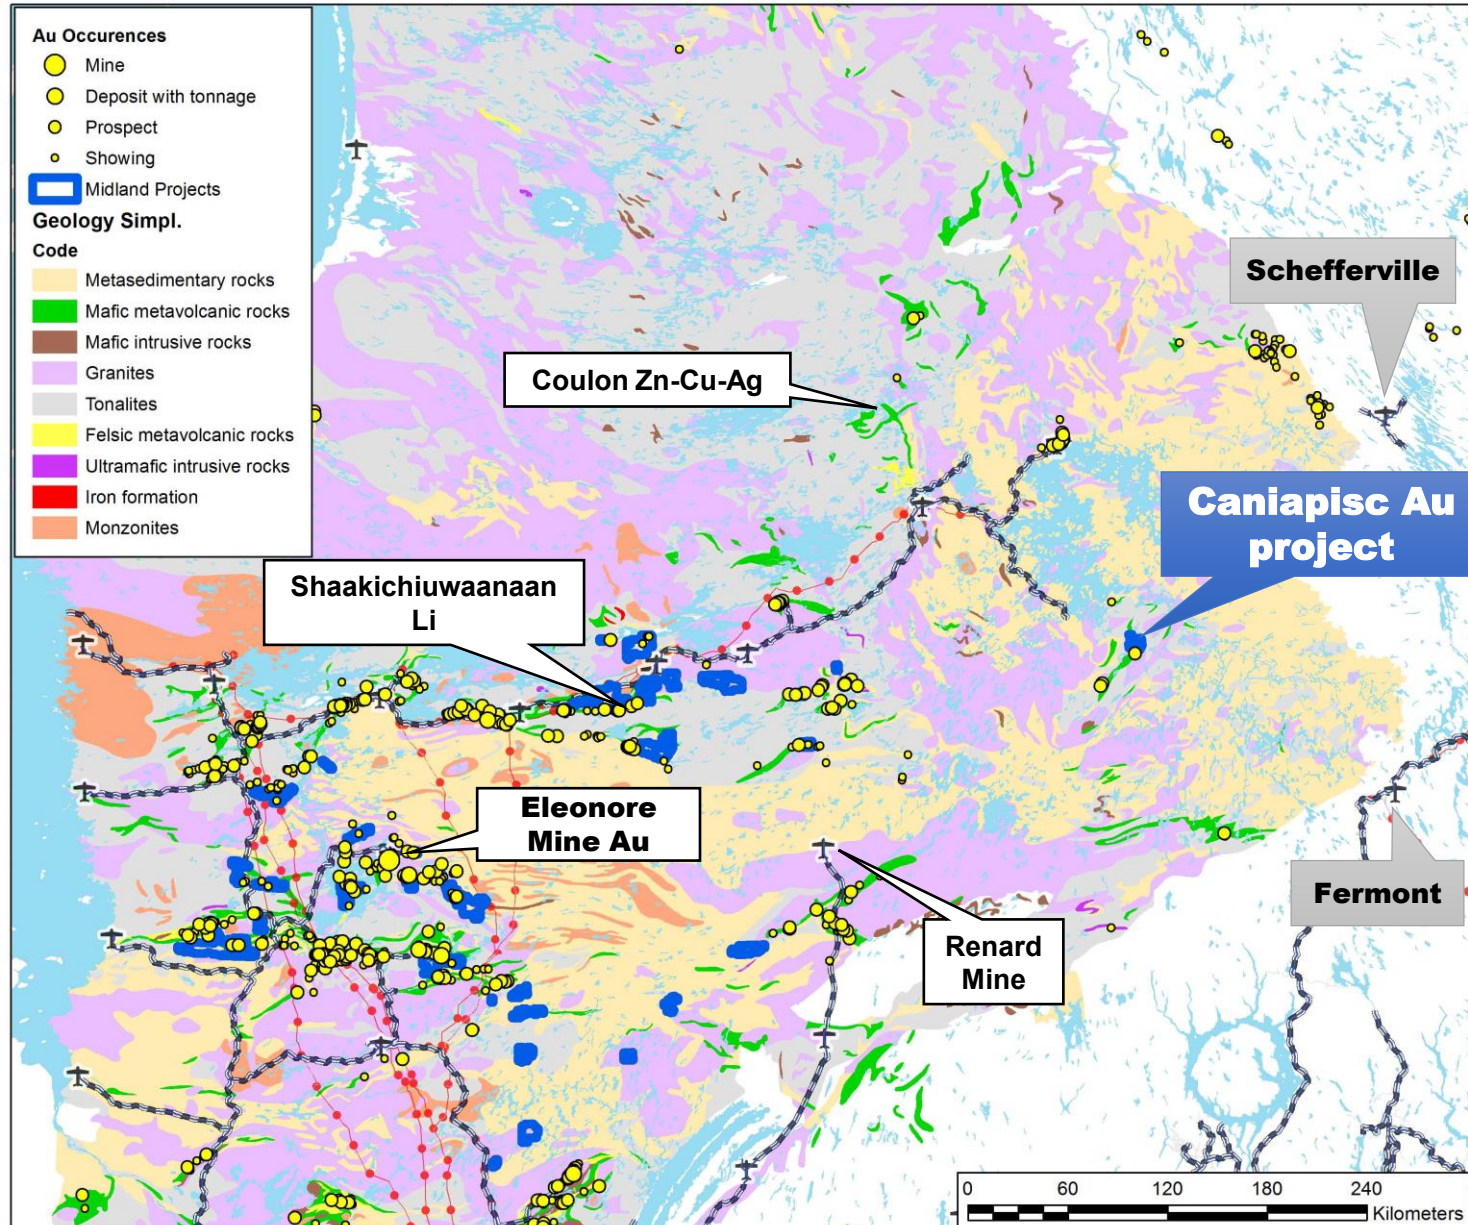 Au Occurences
Mine
Deposit with tonnage
Prospect
Showing
Midland Projects
Geology Simpl.
Code
Metasedimentary rocks
Mafic metavolcanic rocks
Mafic intrusive rocks
Granites
Tonalites
Felsic metavolcanic rocks
Ultramafic intrusive rocks
Iron formation
Monzonites
Schefferville
Coulon Zn-Cu-Ag
Caniapisc Au
project
Shaakichiuwaanaan
Li
Eleonore
Mine Au
Fermont
Renard
Mine
0 60 120 180 240
Kilometers